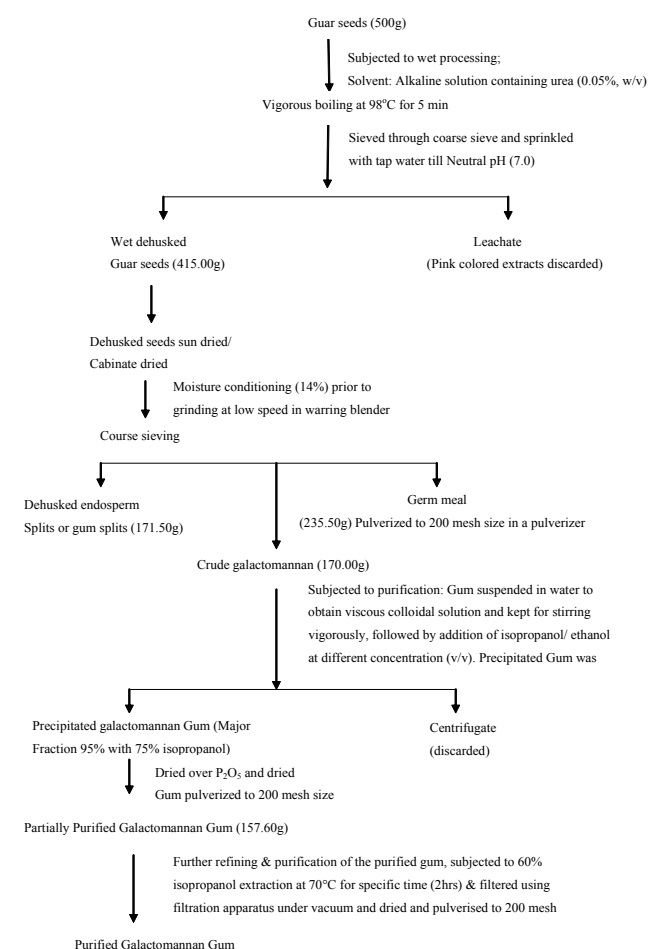 Guar seeds (500g)
Subjected to wet processing;
Solvent: Alkaline solution containing urea (0.05%, w/v)
Vigorous boiling at 98°C for 5 min
Sieved through coarse sieve and sprinkled
with tap water till Neutral pH (7.0)
Wet dehusked
Guar seeds (415.00g)
Leachate
(Pink colored extracts discarded)
Dehusked seeds sun dried/
Cabinate dried
Moisture conditioning (14%) prior to
grinding at low speed in warring blender
Course sieving
Dehusked endosperm
Splits or gum splits (171.50g)
Germ meal
(235.50g) Pulverized to 200 mesh size in a pulverizer
Crude galactomannan (170.00g)
Subjected to purification: Gum suspended in water to
obtain viscous colloidal solution and kept for stirring
vigorously, followed by addition of isopropanol/ ethanol
at different concentration (v/v). Precipitated Gum was
Precipitated galactomannan Gum (Major
Fraction 95% with 75% isopropanol)
Centrifugate
(discarded)
Dried over P₂O₅ and dried
Gum pulverized to 200 mesh size
Partially Purified Galactomannan Gum (157.60g)
Further refining & purification of the purified gum, subjected to 60%
isopropanol extraction at 70°C for specific time (2hrs) & filtered using
filtration apparatus under vacuum and dried and pulverised to 200 mesh
Purified Galactomannan Gum